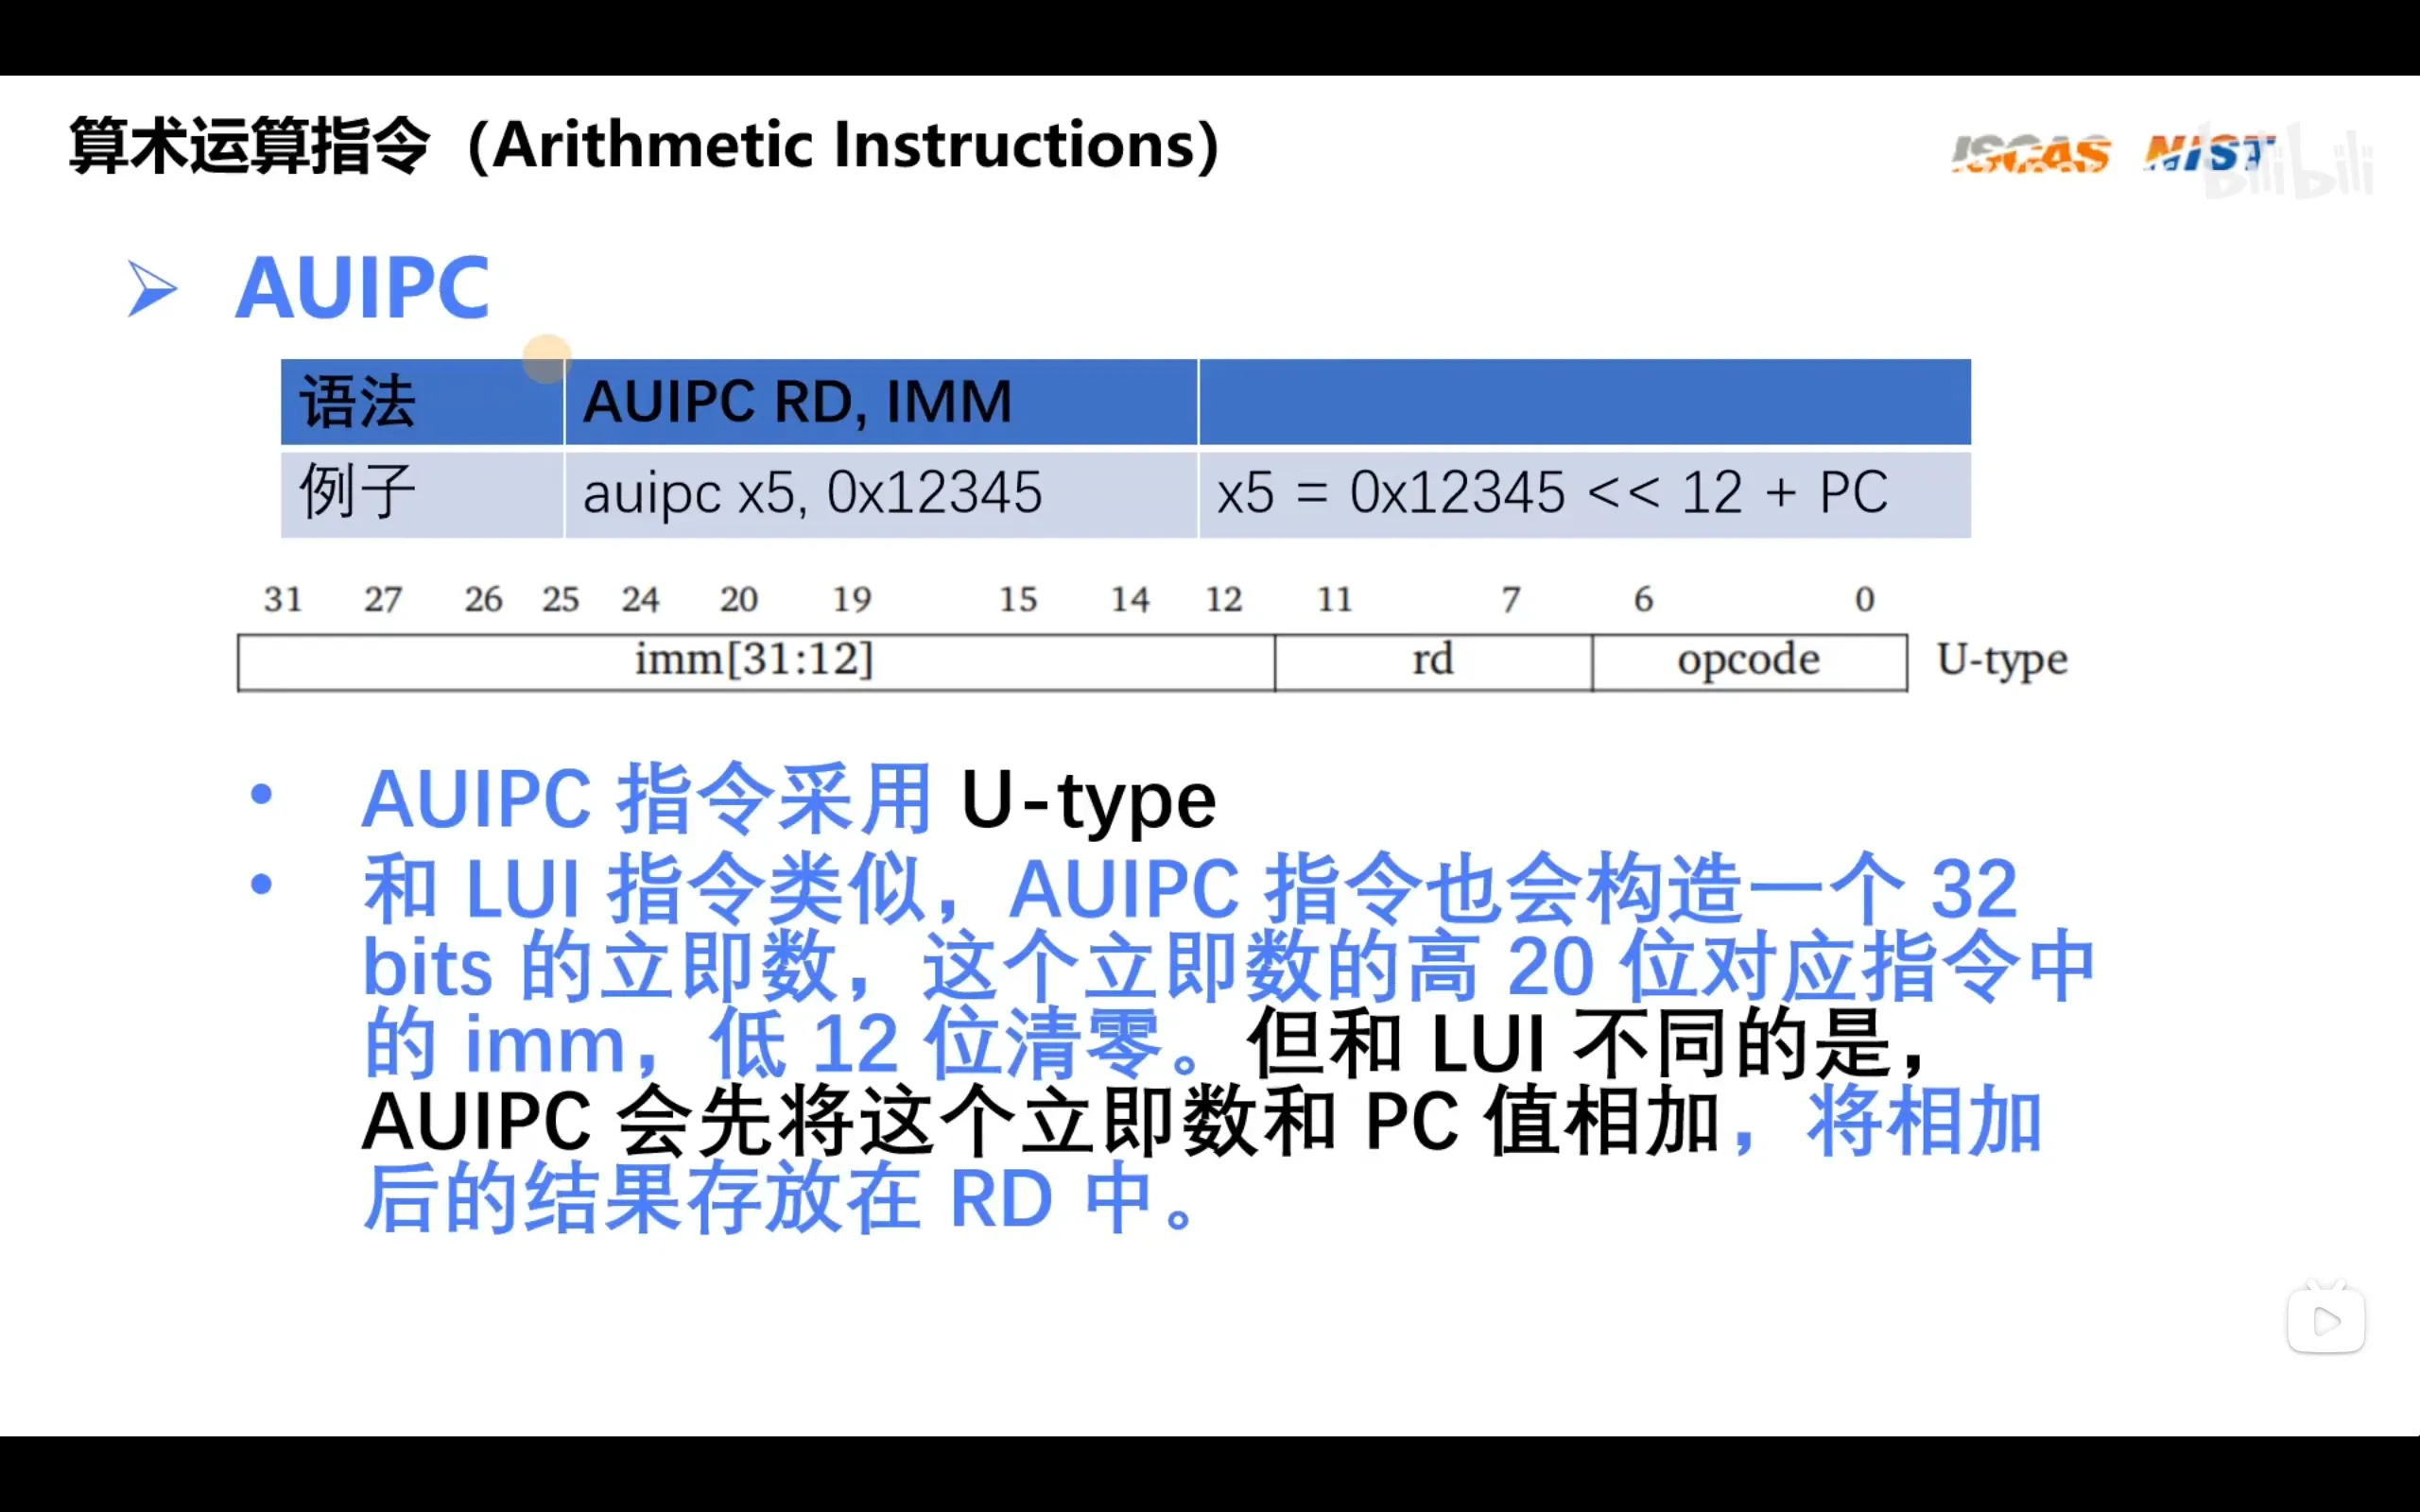 算术运算指令（Arithmetic Instructions）
ISCAS NIST
bilibili
AUIPC
语法 AUIPC RD, IMM
例子 auipc x5, 0x12345 x5 = 0x12345 << 12 + PC
31 27 26 25 24 20 19 15 14 12 11 7 6 0
imm[31:12] rd opcode U-type
• AUIPC 指令采用 U-type
• 和 LUI 指令类似，AUIPC 指令也会构造一个 32
bits 的立即数，这个立即数的高 20 位对应指令中
的 imm，低 12 位清零。但和 LUI 不同的是，
AUIPC 会先将这个立即数和 PC 值相加，将相加
后的结果存放在 RD 中。